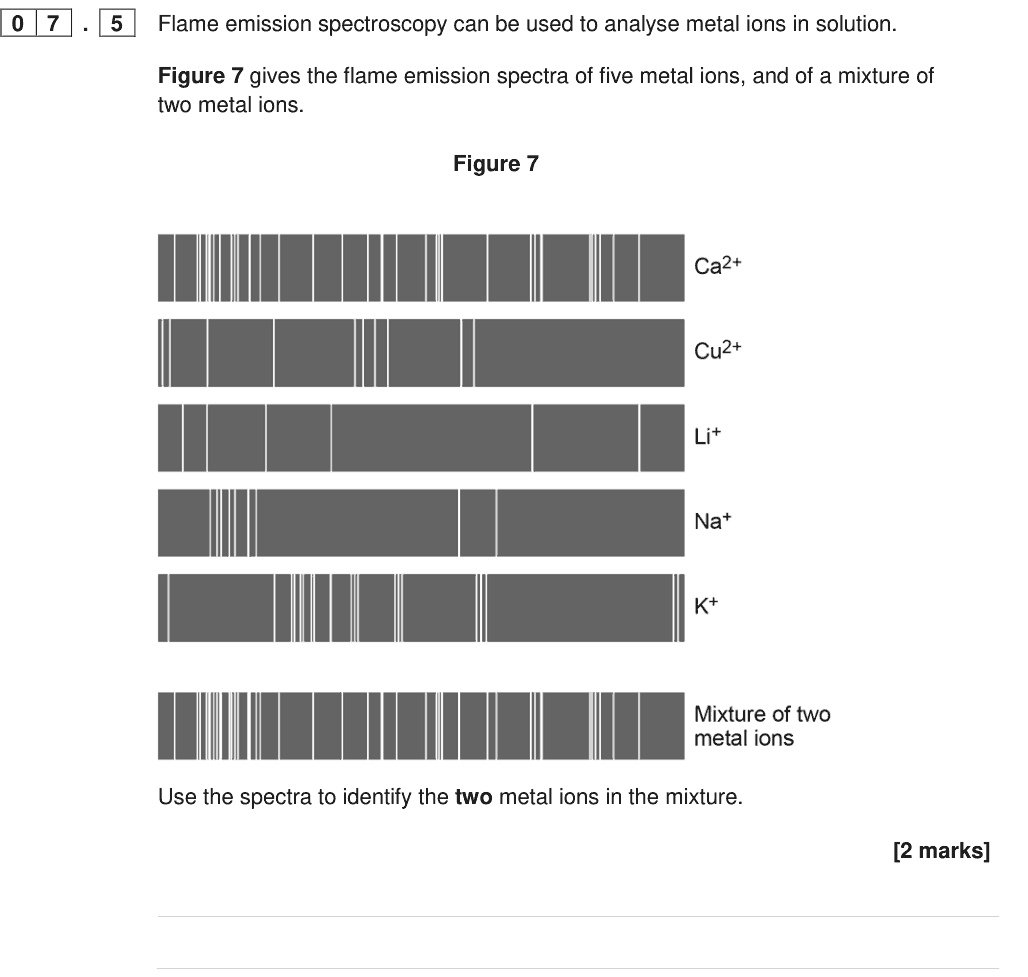 0 7 . 5 Flame emission spectroscopy can be used to analyse metal ions in solution.
Figure 7 gives the flame emission spectra of five metal ions, and of a mixture of
two metal ions.
Figure 7
Ca²⁺
Cu²⁺
Li⁺
Na⁺
K⁺
Mixture of two
metal ions
Use the spectra to identify the two metal ions in the mixture.
[2 marks]